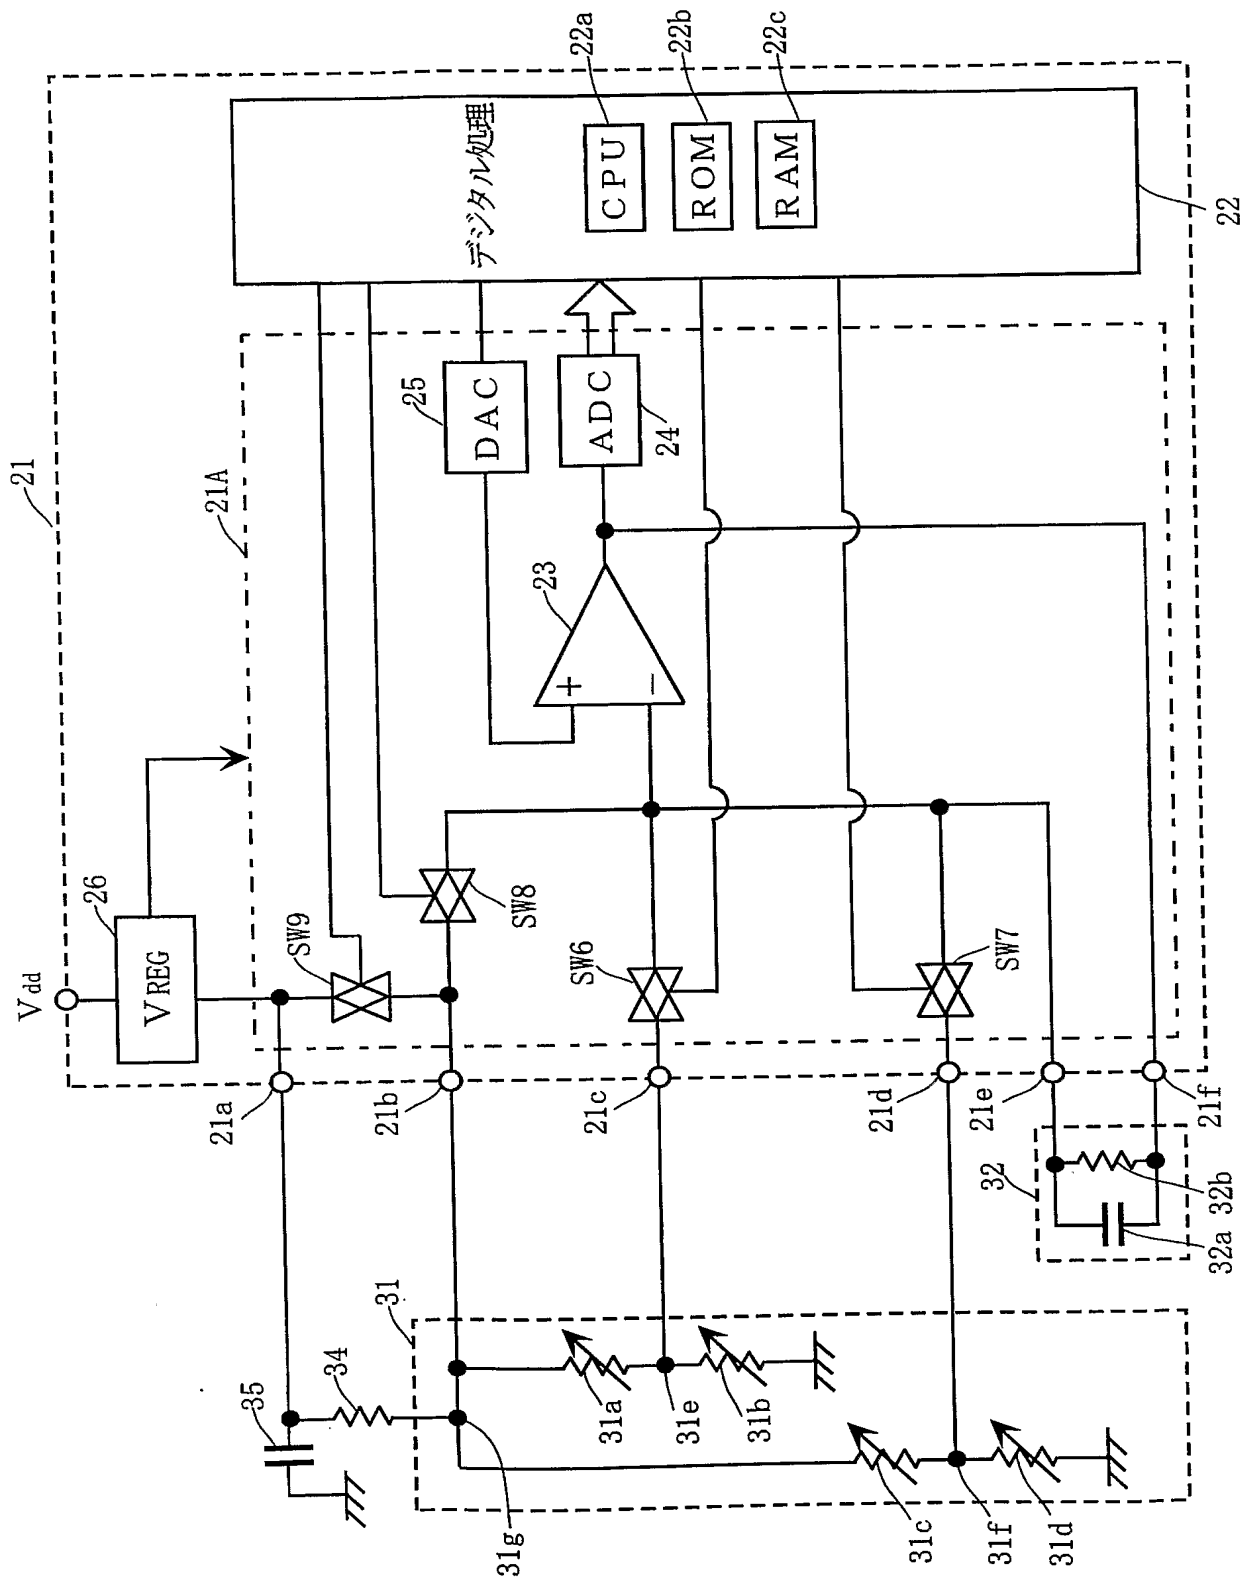 21
Vdd
26
VREG
21A
SW9
SW8
SW6
SW7
23
+
−
25
DAC
ADC
24
デジタル処理
CPU
22a
ROM
22b
RAM
22c
22
21a
21b
21c
21d
21e
21f
35
34
31
31g
31a
31e
31b
31c
31f
31d
32
32a
32b